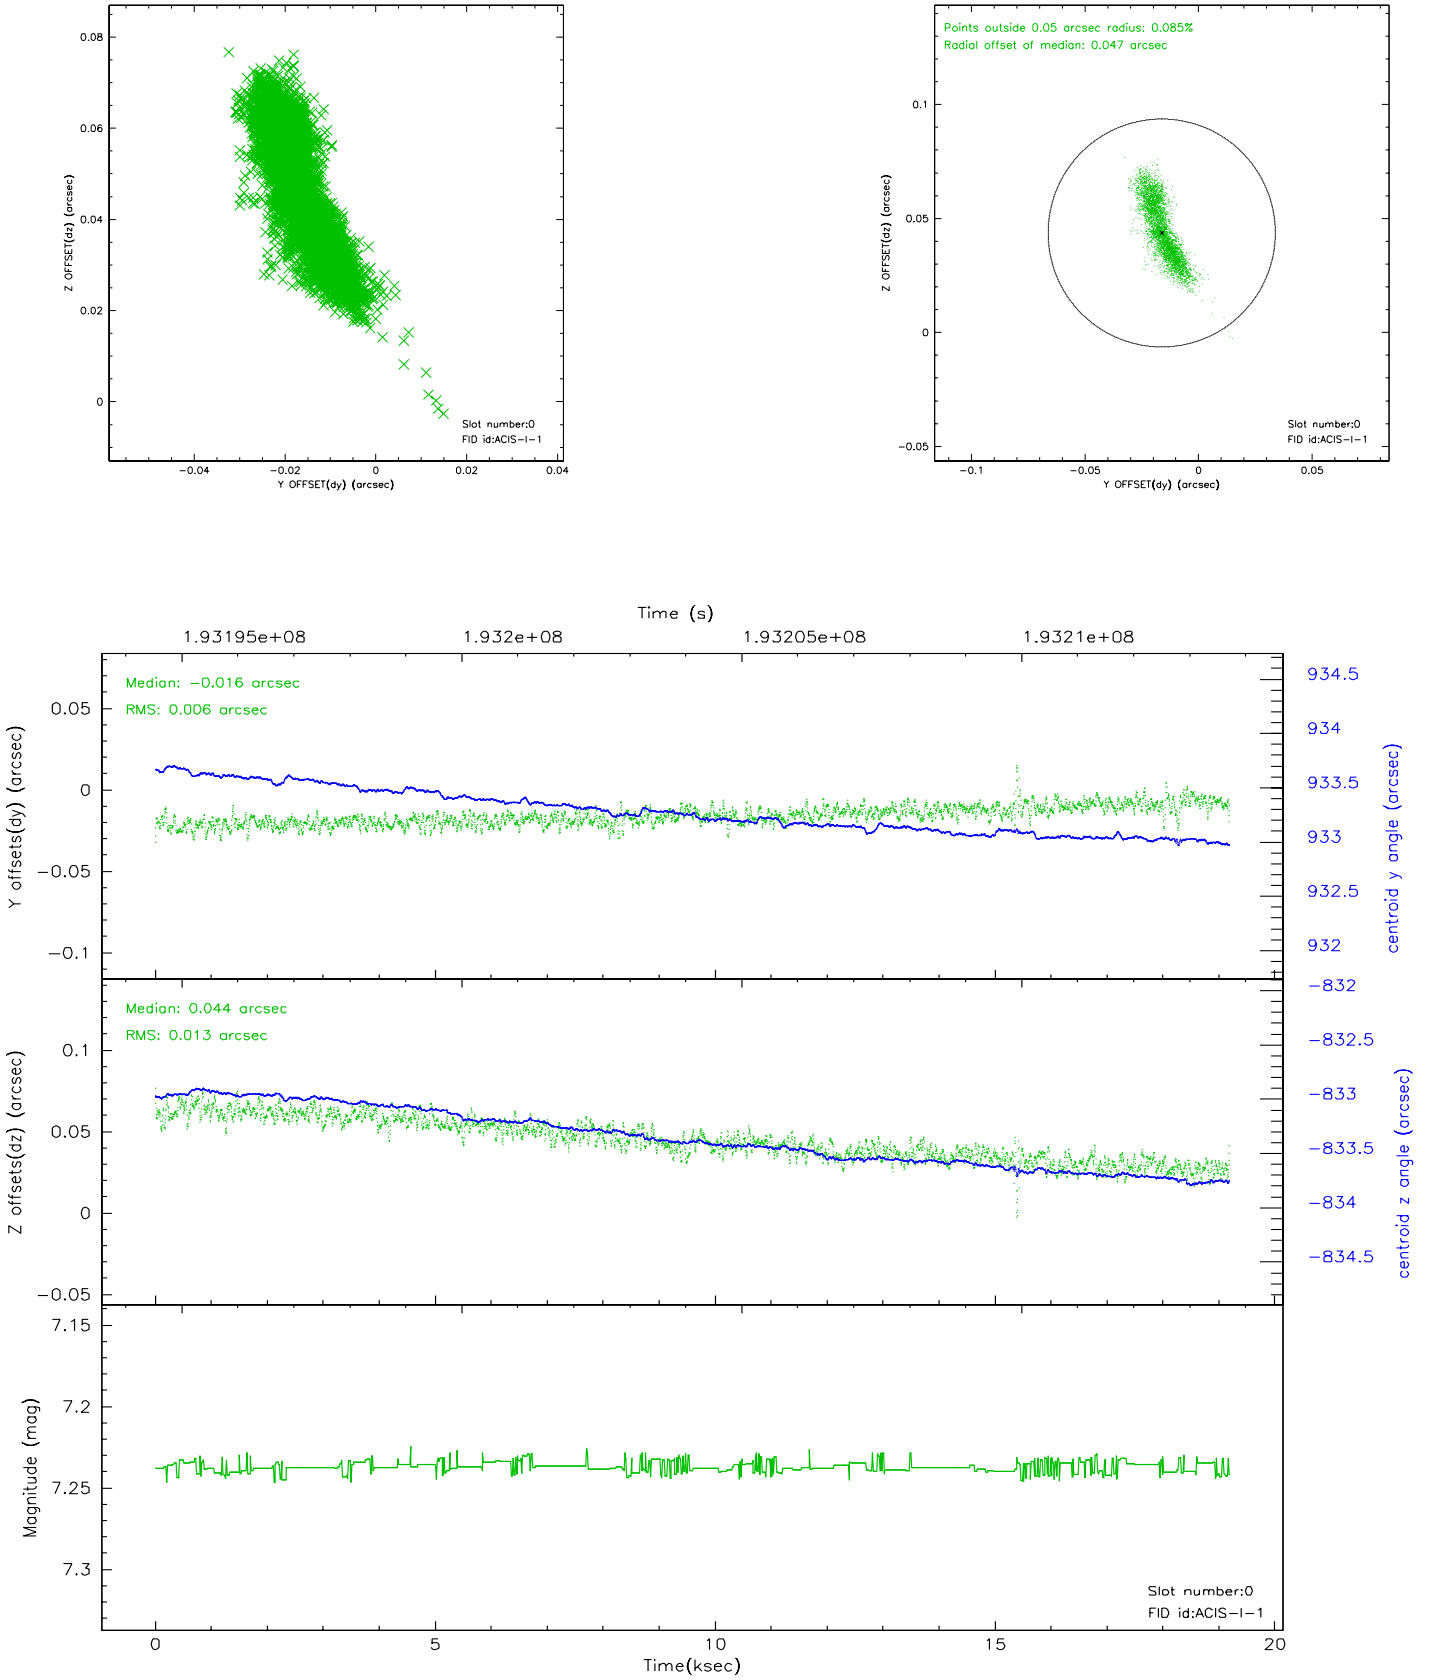 0.08
0.06
0.04
0.02
0
Z OFFSET(dz) (arcsec)
Slot number:0
FID id:ACIS-I-1
-0.04 -0.02 0 0.02 0.04
Y OFFSET(dy) (arcsec)
Points outside 0.05 arcsec radius: 0.085%
Radial offset of median: 0.047 arcsec
0.1
0.05
0
-0.05
Z OFFSET(dz) (arcsec)
Slot number:0
FID id:ACIS-I-1
-0.1 -0.05 0 0.05
Y OFFSET(dy) (arcsec)
Time (s)
1.93195e+08 1.932e+08 1.93205e+08 1.9321e+08
Median: -0.016 arcsec
RMS: 0.006 arcsec
0.05
0
-0.05
-0.1
Y offsets(dy) (arcsec)
934.5
934
933.5
933
932.5
932
centroid y angle (arcsec)
Median: 0.044 arcsec
RMS: 0.013 arcsec
0.1
0.05
0
-0.05
Z offsets(dz) (arcsec)
-832
-832.5
-833
-833.5
-834
-834.5
centroid z angle (arcsec)
7.15
7.2
7.25
7.3
Magnitude (mag)
Slot number:0
FID id:ACIS-I-1
0 5 10 15 20
Time(ksec)